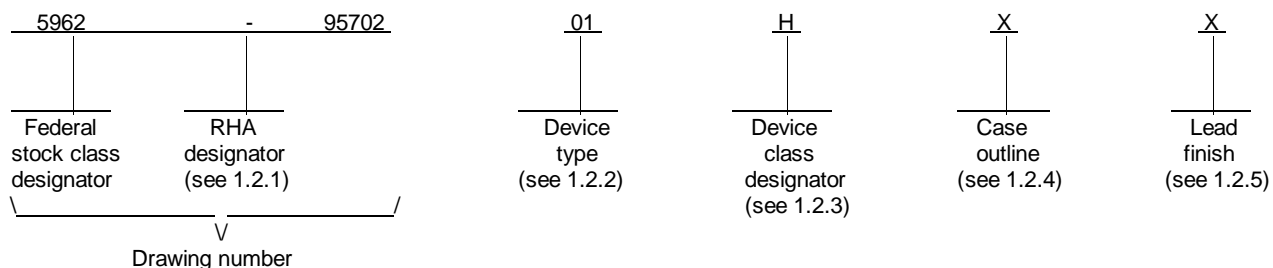 5962 - 95702 01 H X X
Federal stock class designator
RHA designator (see 1.2.1)
Device type (see 1.2.2)
Device class designator (see 1.2.3)
Case outline (see 1.2.4)
Lead finish (see 1.2.5)
\ /
\/
Drawing number